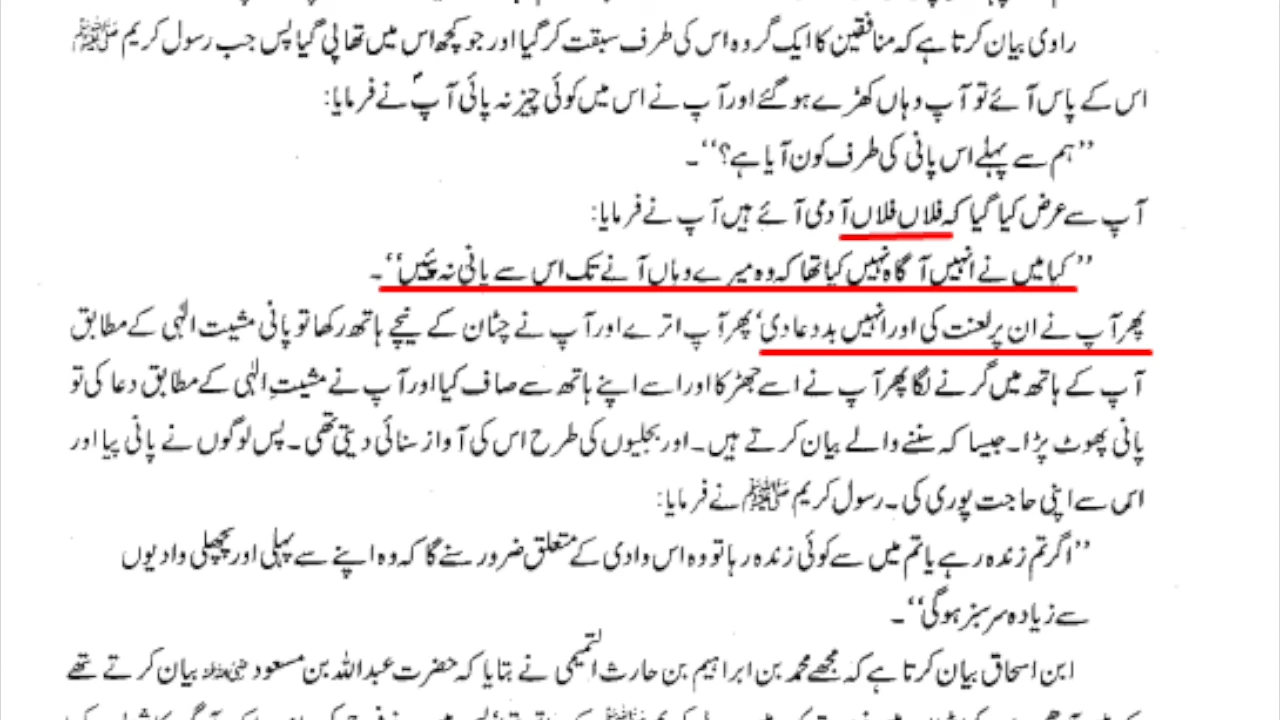 راوی بیان کرتا ہے کہ منافقین کا ایک گروہ اس کی طرف سبقت کر گیا اور جو کچھ اس میں تھا پی گیا پس جب رسول کریم ﷺ
اس کے پاس آئے تو آپ وہاں کھڑے ہو گئے اور آپ نے اس میں کوئی چیز نہ پائی آپؐ نے فرمایا:
’’ہم سے پہلے اس پانی کی طرف کون آیا ہے؟‘‘۔
آپ سے عرض کیا گیا کہ فلاں فلاں آدمی آئے ہیں آپ نے فرمایا:
’’کیا میں نے انہیں آگاہ نہیں کیا تھا کہ وہ میرے وہاں آنے تک اس سے پانی نہ پئیں‘‘۔
پھر آپ نے ان پر لعنت کی اور انہیں بددعا دی‘ پھر آپ اترے اور آپ نے چٹان کے نیچے ہاتھ رکھا تو پانی مشیت الٰہی کے مطابق
آپ کے ہاتھ میں گرنے لگا پھر آپ نے اسے چھڑکا اور اسے اپنے ہاتھ سے صاف کیا اور آپ نے مشیتِ الٰہی کے مطابق دعا کی تو
پانی پھوٹ پڑا۔ جیسا کہ سننے والے بیان کرتے ہیں۔ اور بجلیوں کی طرح اس کی آواز سنائی دیتی تھی۔ پس لوگوں نے پانی پیا اور
اس سے اپنی حاجت پوری کی۔ رسول کریم ﷺ نے فرمایا:
’’اگر تم زندہ رہے یا تم میں سے کوئی زندہ رہا تو وہ اس وادی کے متعلق ضرور سنے گا کہ وہ اپنے سے پہلی اور پچھلی وادیوں
سے زیادہ سرسبز ہوگی‘‘۔
ابن اسحاق بیان کرتا ہے کہ مجھے محمد بن ابراہیم بن حارث التمیمی نے بتایا کہ حضرت عبداللہ بن مسعود رضی اللہ عنہ بیان کرتے تھے